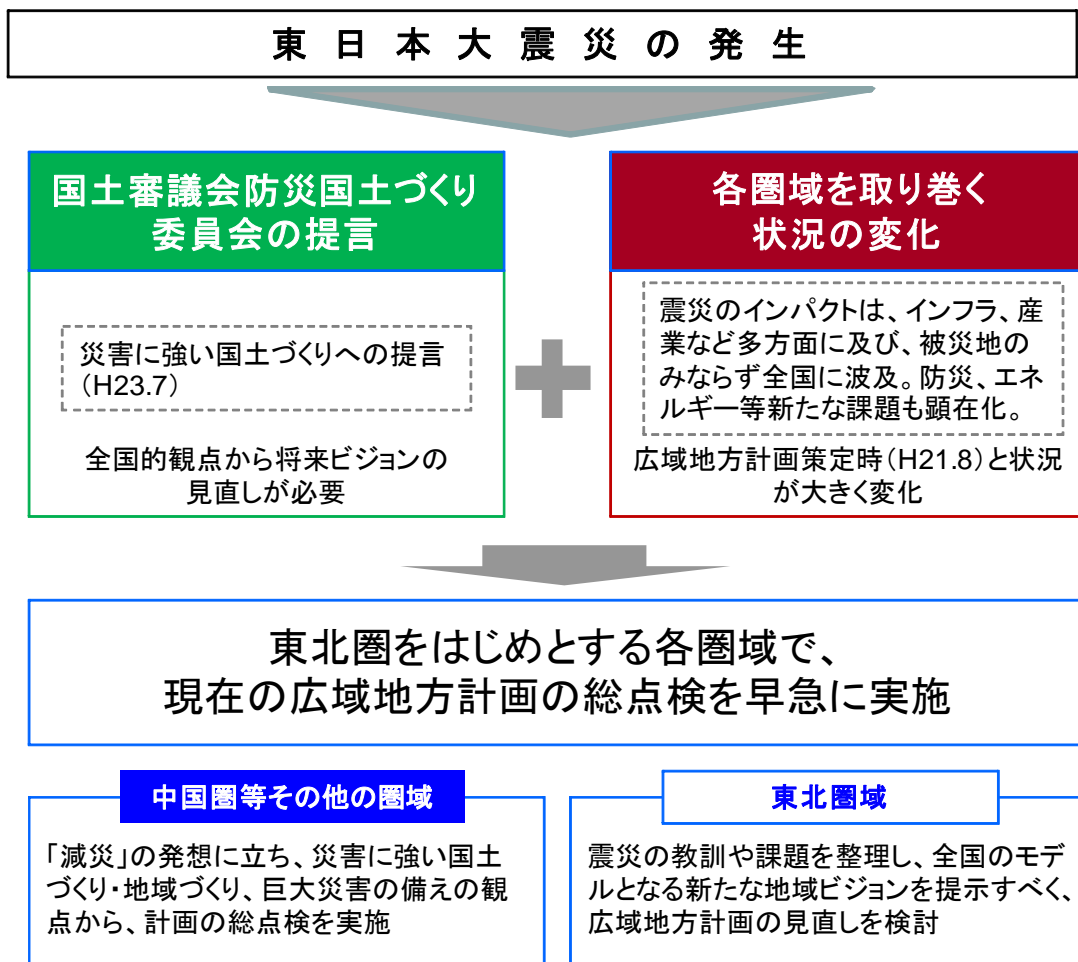 東日本大震災の発生
国土審議会防災国土づくり
委員会の提言
災害に強い国土づくりへの提言
(H23.7)
全国的観点から将来ビジョンの
見直しが必要
各圏域を取り巻く
状況の変化
震災のインパクトは、インフラ、産
業など多方面に及び、被災地の
みならず全国に波及。防災、エネ
ルギー等新たな課題も顕在化。
広域地方計画策定時(H21.8)と状況
が大きく変化
東北圏をはじめとする各圏域で、
現在の広域地方計画の総点検を早急に実施
中国圏等その他の圏域
「減災」の発想に立ち、災害に強い国土
づくり・地域づくり、巨大災害の備えの観
点から、計画の総点検を実施
東北圏域
震災の教訓や課題を整理し、全国のモデ
ルとなる新たな地域ビジョンを提示すべく、
広域地方計画の見直しを検討